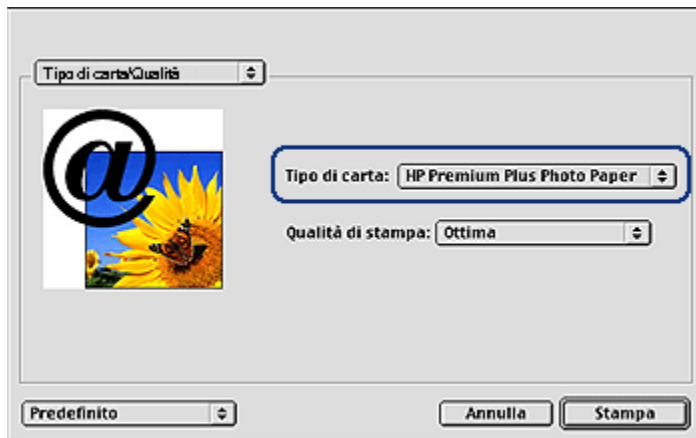 Tipo di carta/Qualità
@
Tipo di carta: HP Premium Plus Photo Paper
Qualità di stampa: Ottima
Predefinito
Annulla
Stampa